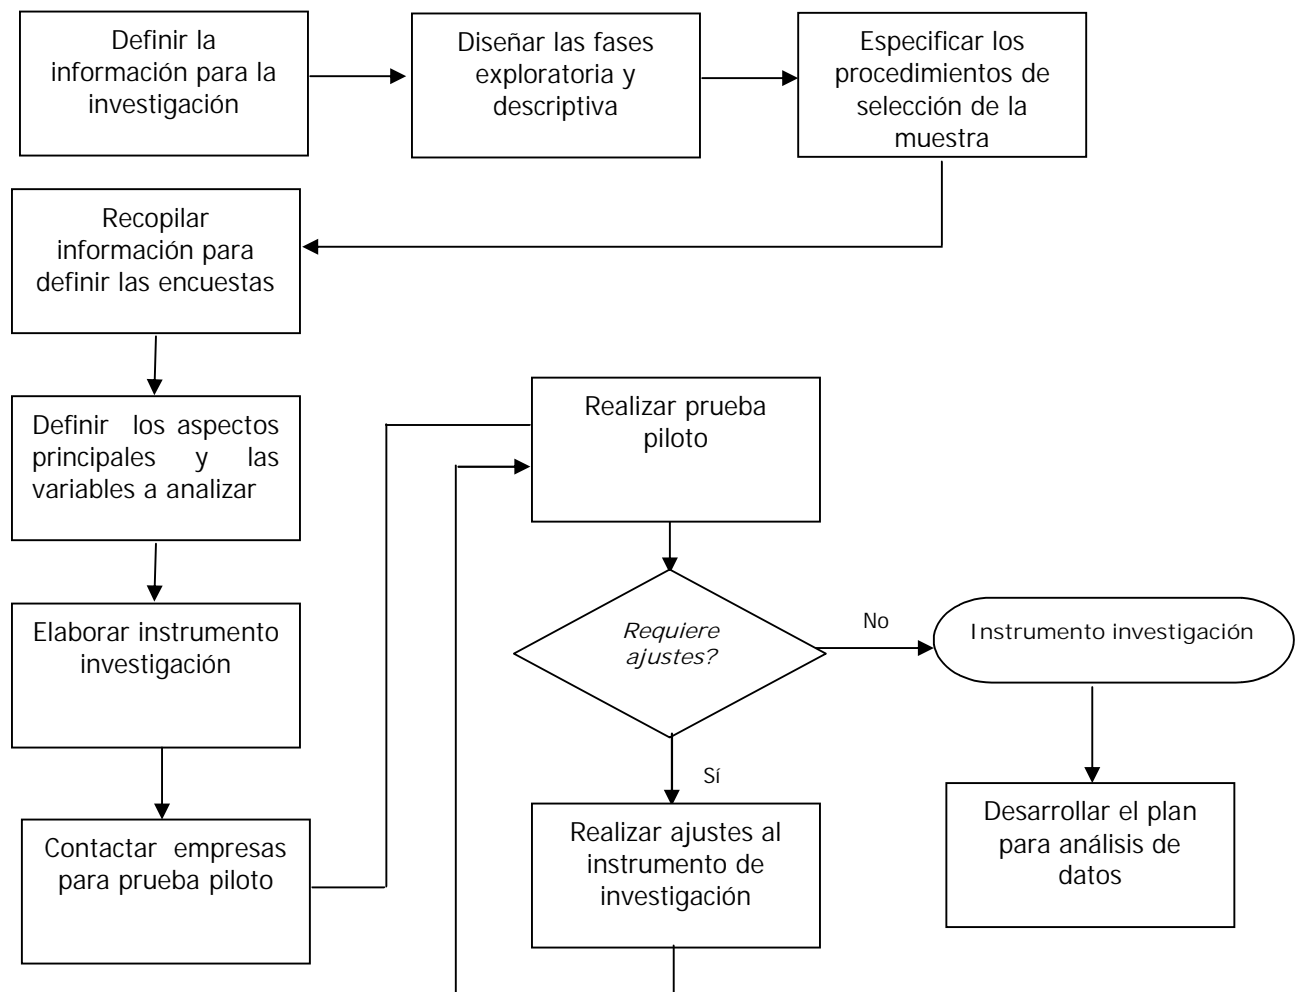 Definir la
información para la
investigación
Diseñar las fases
exploratoria y
descriptiva
Especificar los
procedimientos de
selección de la
muestra
Recopilar
información para
definir las encuestas
Definir los aspectos
principales y las
variables a analizar
Elaborar instrumento
investigación
Contactar empresas
para prueba piloto
Realizar prueba
piloto
Requiere
ajustes?
No
Instrumento investigación
Sí
Realizar ajustes al
instrumento de
investigación
Desarrollar el plan
para análisis de
datos